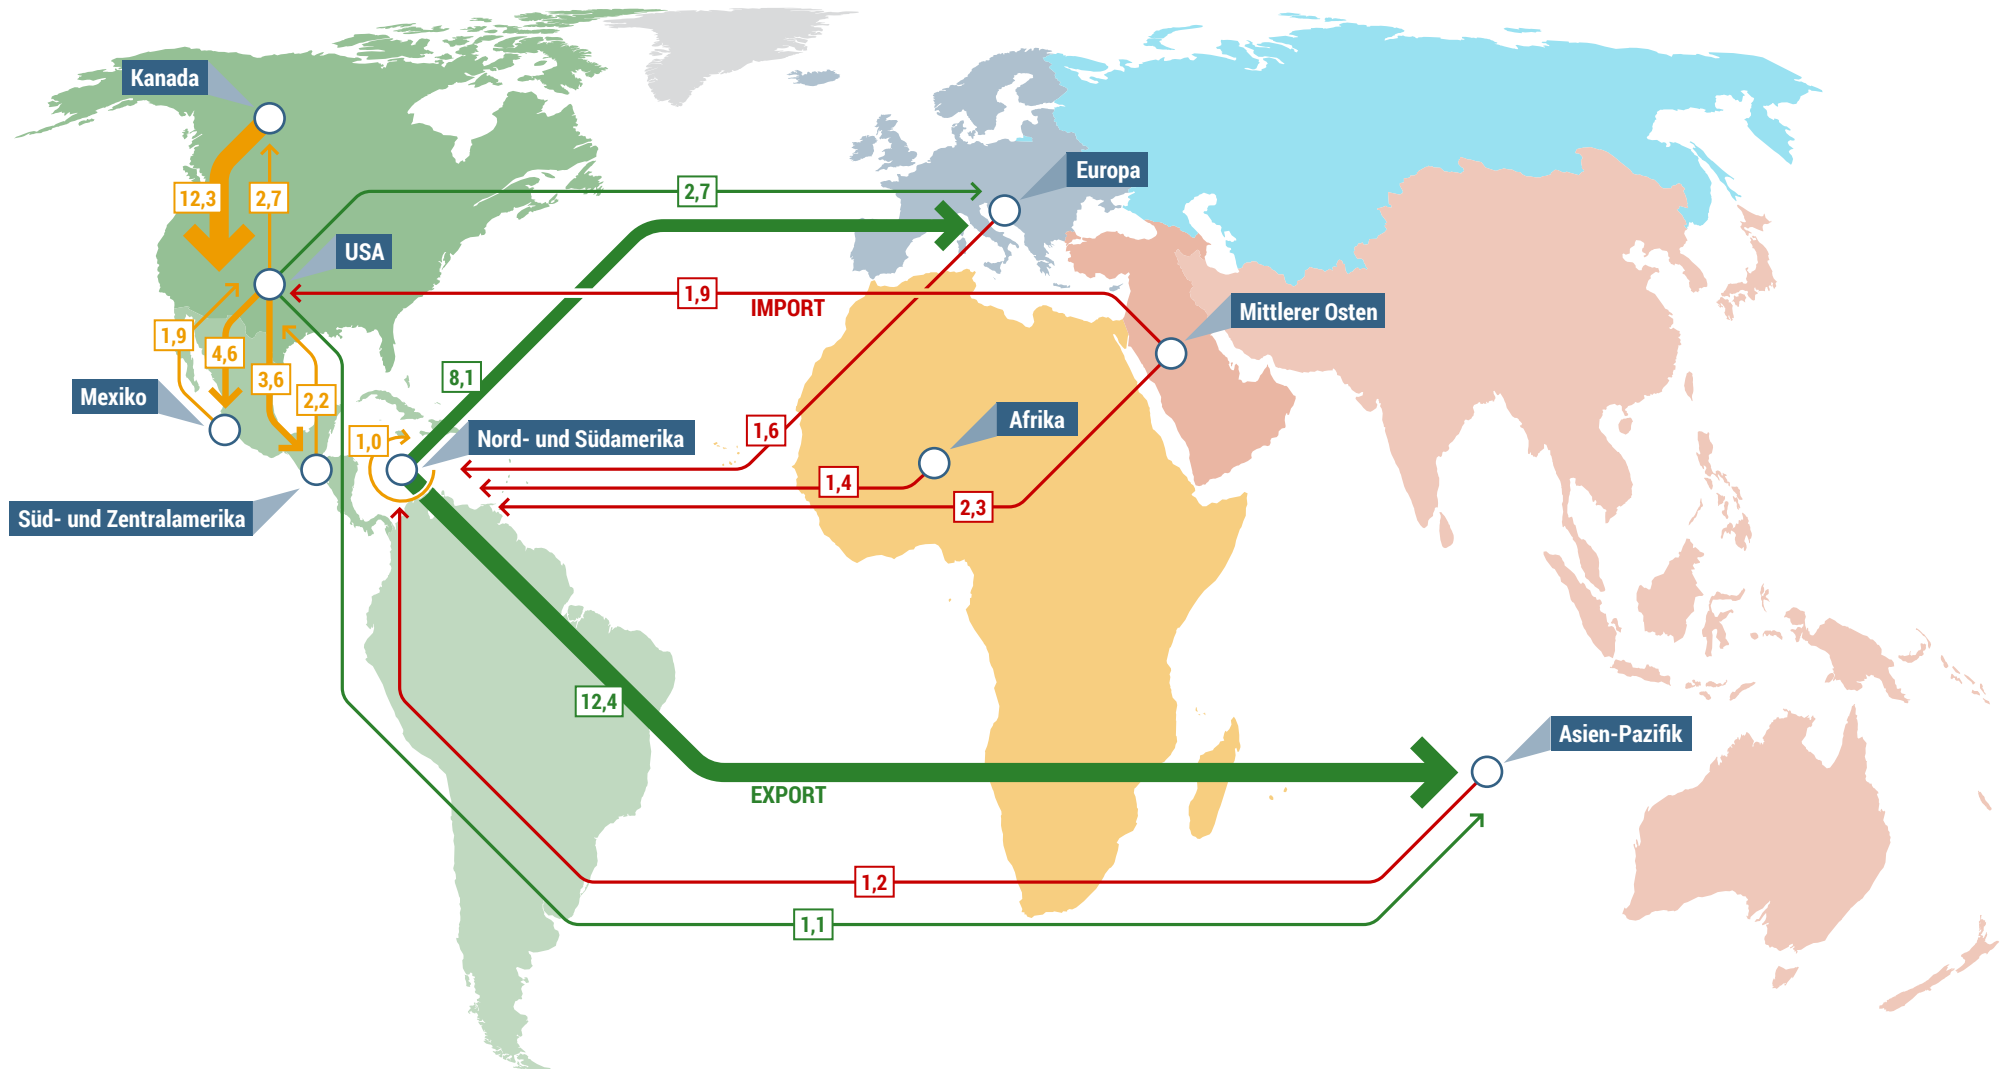 Kanada
12,3
2,7
2,7
Europa
USA
1,9
IMPORT
Mittlerer Osten
1,9
4,6
3,6
8,1
2,2
Mexiko
1,0
Nord- und Südamerika
1,6
Afrika
1,4
2,3
Süd- und Zentralamerika
12,4
Asien-Pazifik
EXPORT
1,2
1,1